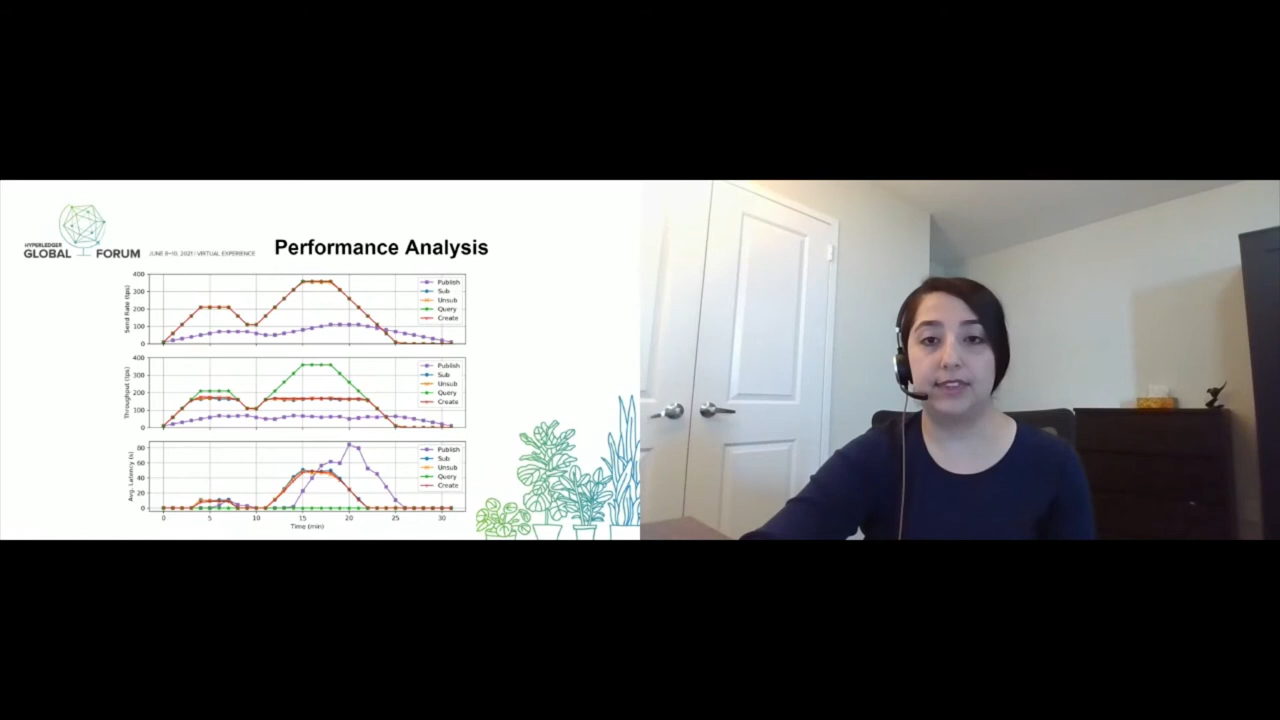 HYPERLEDGER
GLOBAL FORUM
JUNE 8-10, 2021 | VIRTUAL EXPERIENCE
Performance Analysis
400
300
200
100
0
Send Rate (tps)
Publish
Sub
Unsub
Query
Create
400
300
200
100
0
Throughput (tps)
Publish
Sub
Unsub
Query
Create
80
60
40
20
0
Avg. Latency (s)
Publish
Sub
Unsub
Query
Create
0 5 10 15 20 25 30
Time (min)